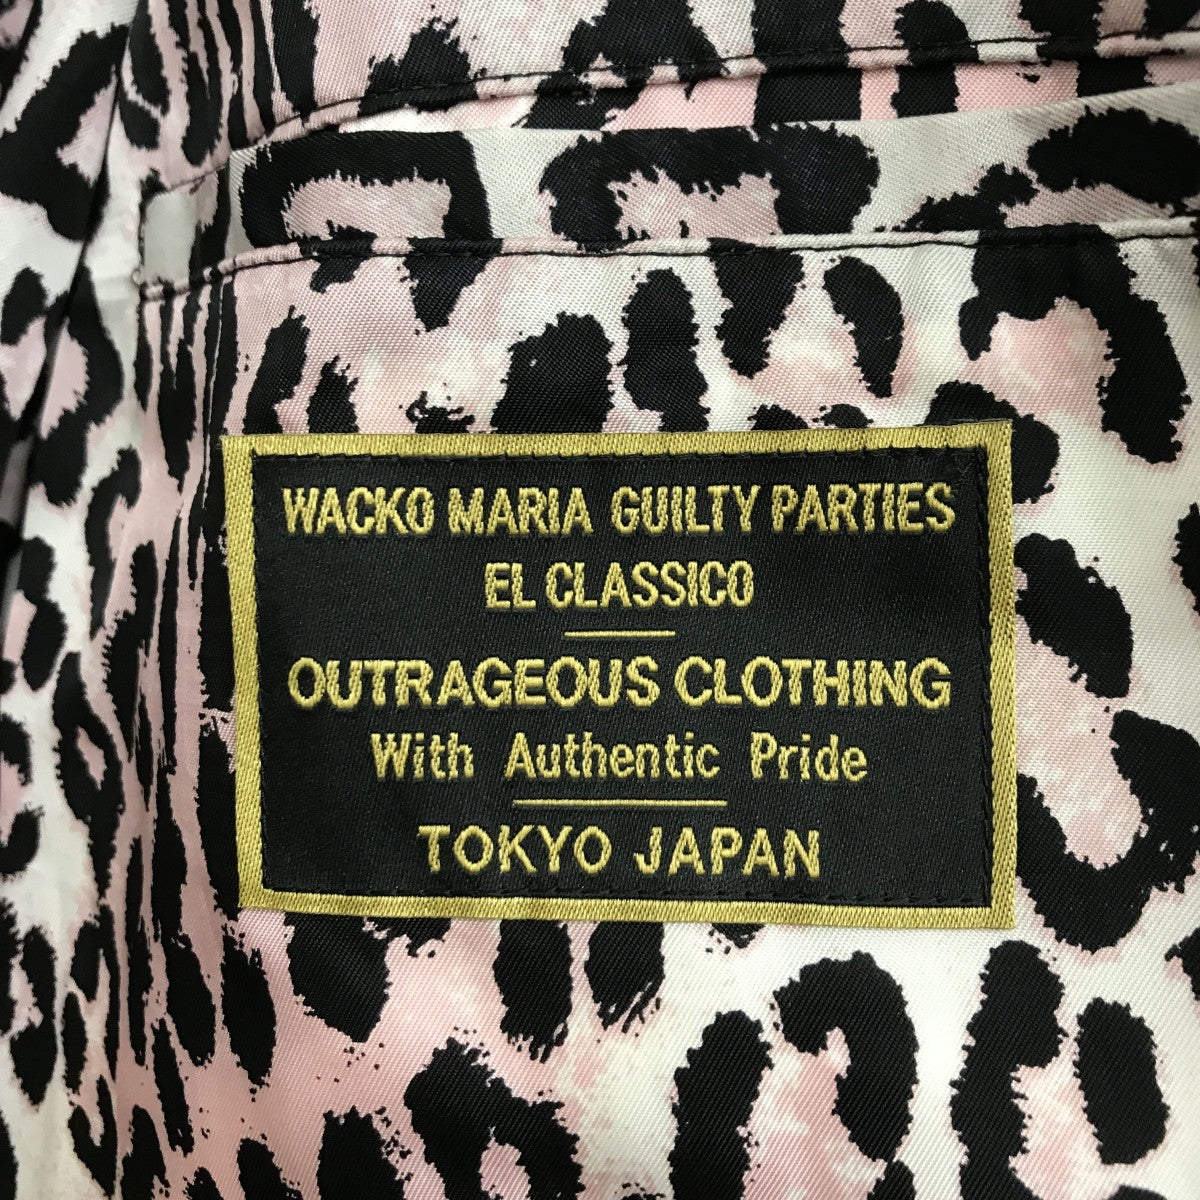 WACKO MARIA GUILTY PARTIES
EL CLASSICO
OUTRAGEOUS CLOTHING
With Authentic Pride
TOKYO JAPAN